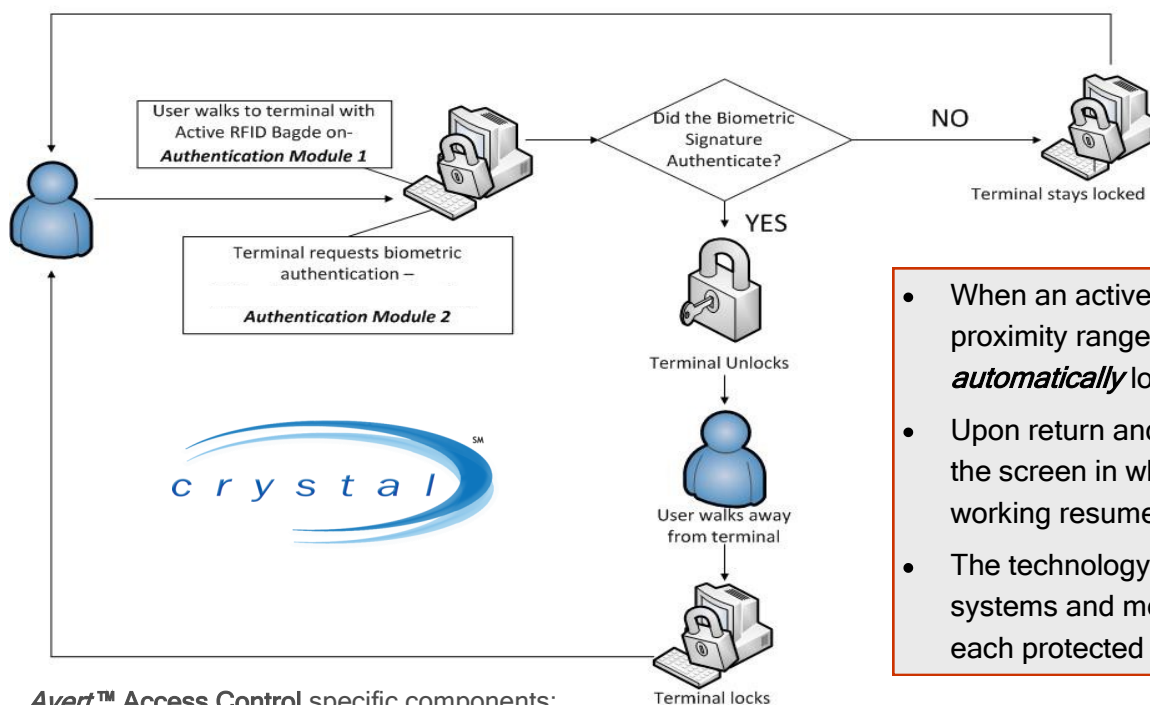 User walks to terminal with
Active RFID Bagde on-
Authentication Module 1
Did the Biometric
Signature
Authenticate?
NO
Terminal stays locked
YES
Terminal requests biometric
authentication –
Authentication Module 2
Terminal Unlocks
crystal
SM
User walks away
from terminal
Terminal locks
• When an active
proximity range
automatically lo
• Upon return and
the screen in wh
working resume
• The technology
systems and mo
each protected
Avert™ Access Control specific components: